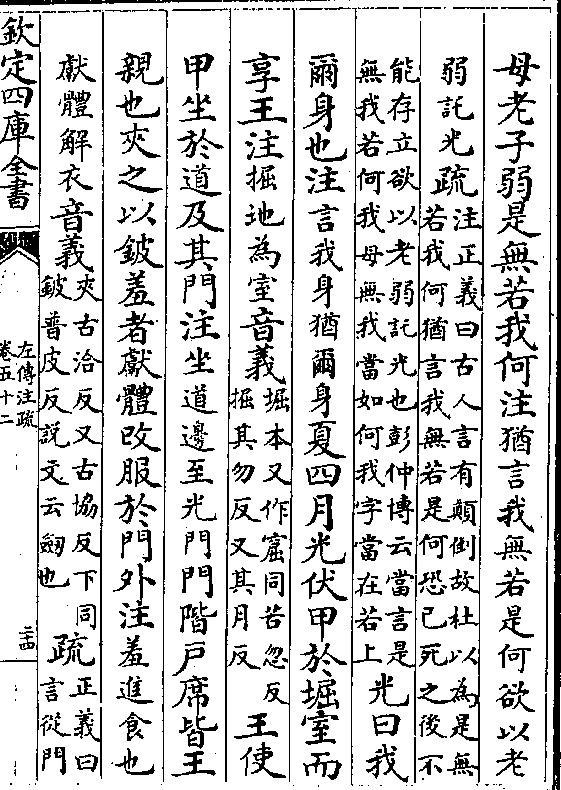 母老子弱是無若我何注猶言我無若是何欲以老
弱託光疏
注正義曰古人言有顛倒故杜以為是無
若我何猶言我無若是何恐己死之後不
能存立欲以老弱託光也彭仲博云當言是
無我若何我母無我當如何我字當在若上
光曰我
爾身也注言我身猶爾身夏四月光伏甲於堀室而
享王注掘地為室音義
堀本又作窟同苦忽反
掘其勿反又其月反
王使
甲坐於道及其門注坐道邊至光門門階戸席皆王
親也夾之以鈹羞者獻體改服於門外注羞進食也
獻體解衣音義
夾古洽反又古協反下同
鈹普皮反説文云劔也
疏
正義曰
言從門
欽定四庫全書
左傳注疏
卷五十二
二十四